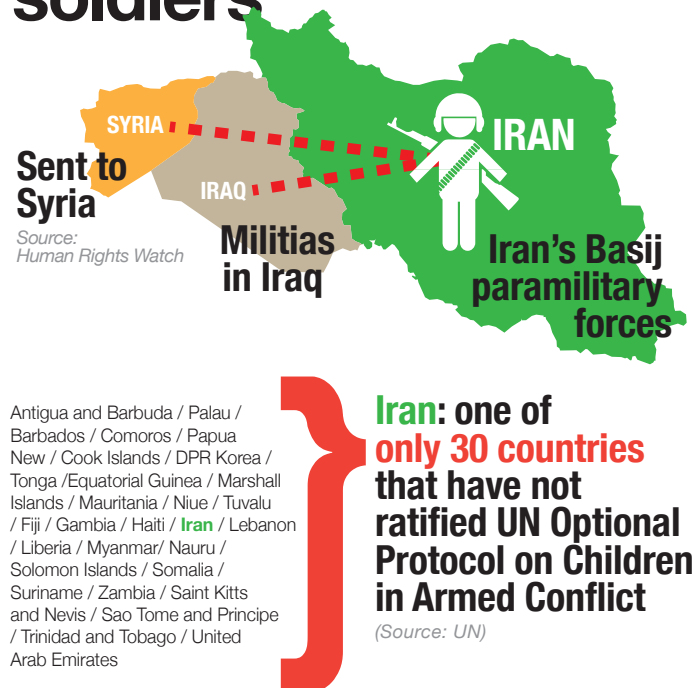 soldiers
SYRIA
IRAN
Sent to
Syria
IRAQ
Source:
Human Rights Watch
Militias
in Iraq
Iran's Basij
paramilitary
forces
Antigua and Barbuda / Palau /
Barbados / Comoros / Papua
New / Cook Islands / DPR Korea /
Tonga /Equatorial Guinea / Marshall
Islands / Mauritania / Niue / Tuvalu
/ Fiji / Gambia / Haiti / Iran / Lebanon
/ Liberia / Myanmar/ Nauru /
Solomon Islands / Somalia /
Suriname / Zambia / Saint Kitts
and Nevis / Sao Tome and Principe
/ Trinidad and Tobago / United
Arab Emirates
Iran: one of
only 30 countries
that have not
ratified UN Optional
Protocol on Children
in Armed Conflict
(Source: UN)